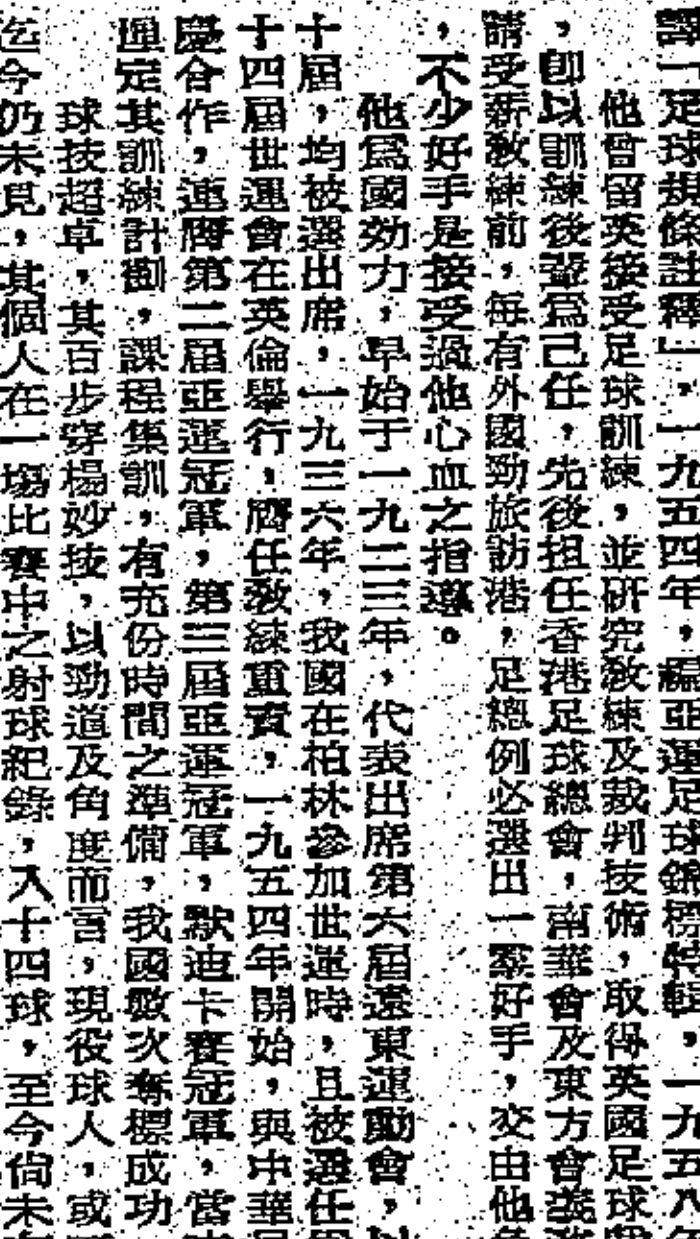 一足球規條註釋」,一九五四年,編亞運足球錦標特輯,一九五八年
他曾留英接受足球訓練,並研究教練及裁判技術,取得英國足球
,卽以訓練後輩爲己任,先後担任香港足球總會,南華會及東方會義務
請受薪教練前,每有外國勁旅訪港,足總例必選出一羣好手,交由他
,不少好手是接受過他心血之指導。
他爲國効力,早始于一九二三年,代表出席第六屆遠東運動會,以
十屆,均被選出席,一九三六年,我國在柏林參加世運時,且被選任
十四屆世運會在英倫舉行,膺任教練重責,一九五四年開始,與中華
慶合作,連膺第二屆亞運冠軍,第三屆亞運冠軍,默迪卡賽冠軍,當
定其訓練計劃,課程集訓,有充份時間之準備,我國數次奪標成功
球技超卓,其百步穿楊妙技,以勁道及角度而言,現役球人,或
迄今仍未見,其個人在一場比賽中之射球紀錄,入十四球,至今尙未